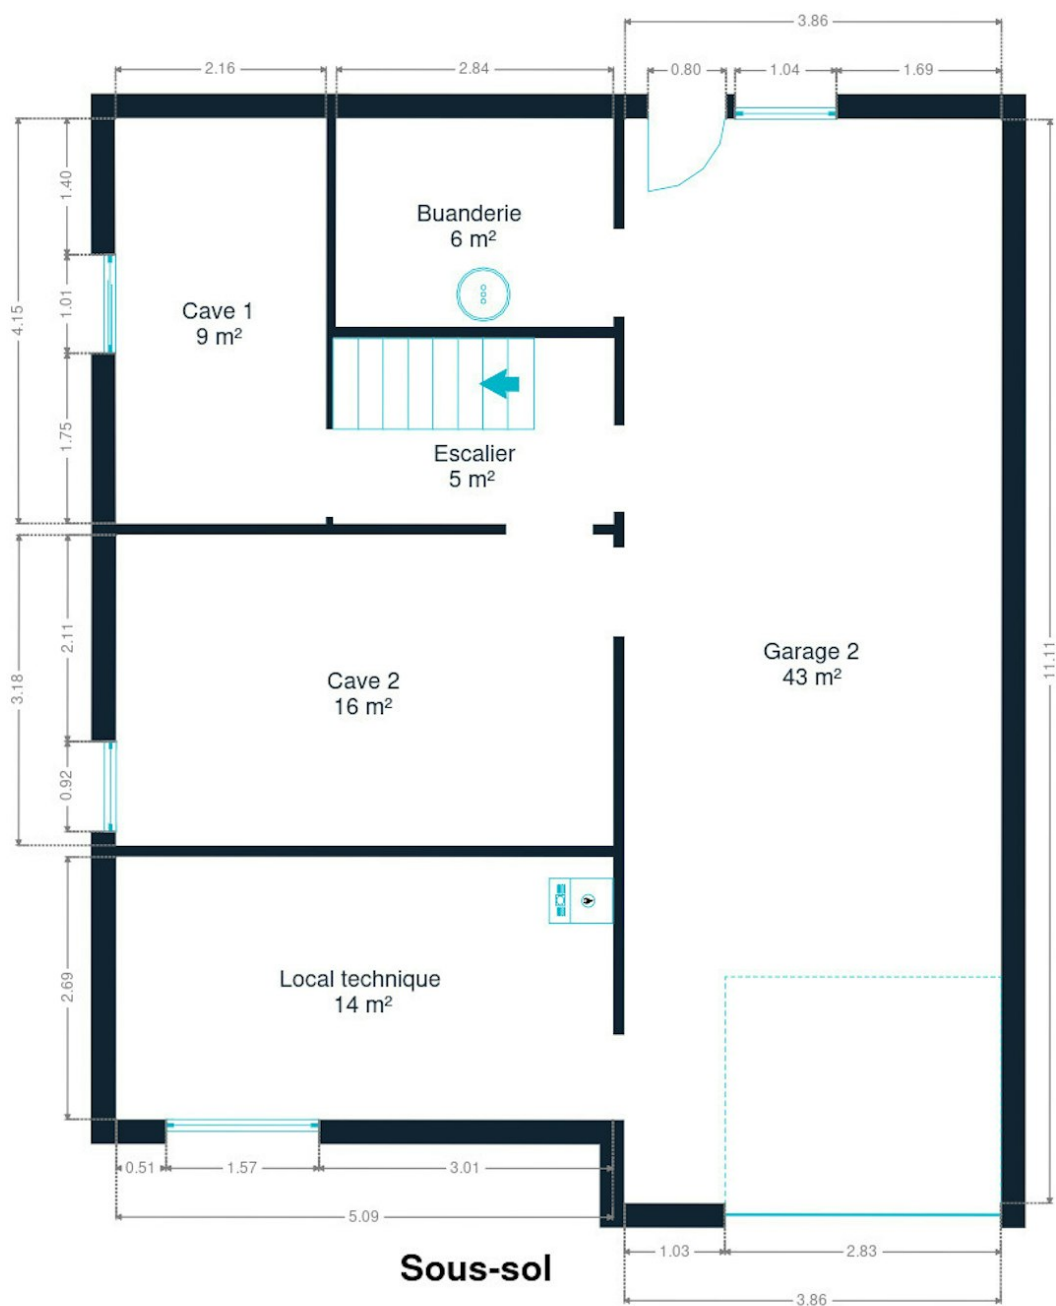 3.86
2.16
2.84
0.80
1.04
1.69
1.40
Buanderie
6 m²
1.01
4.15
Cave 1
9 m²
1.75
Escalier
5 m²
2.11
3.18
Garage 2
43 m²
11.11
Cave 2
16 m²
0.92
2.69
Local technique
14 m²
0.51
1.57
3.01
5.09
Sous-sol
1.03
2.83
3.86